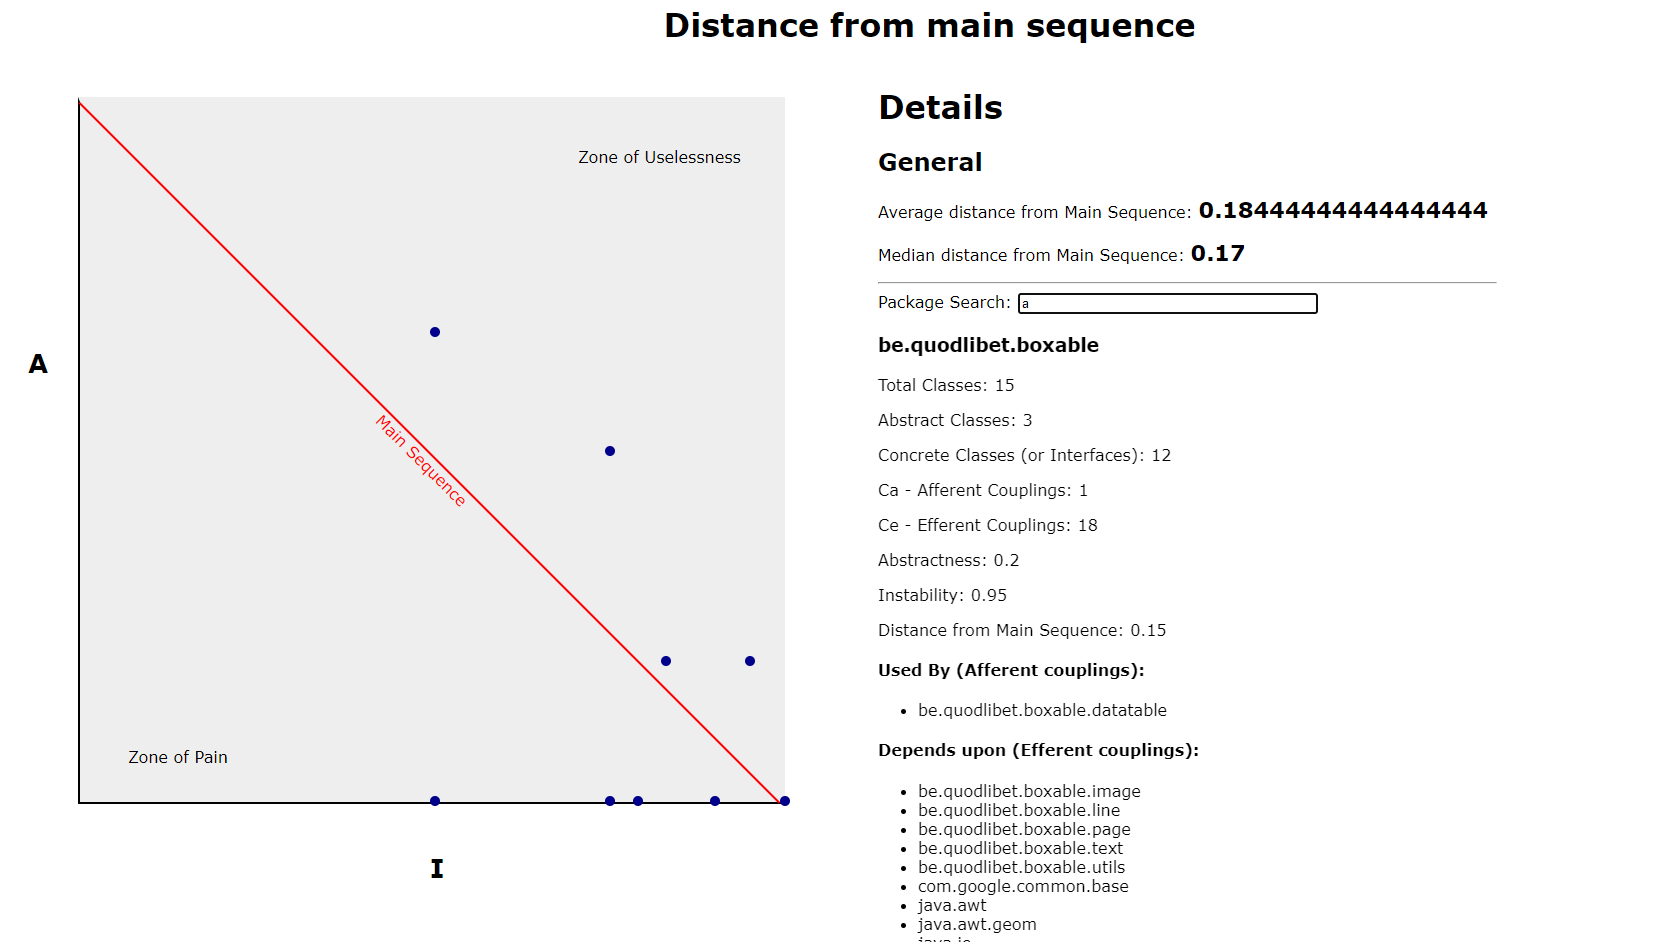 Distance from main sequence
Zone of Uselessness
A
Main Sequence
Zone of Pain
I
Details
General
Average distance from Main Sequence: 0.18444444444444444
Median distance from Main Sequence: 0.17
Package Search: a
be.quodlibet.boxable
Total Classes: 15
Abstract Classes: 3
Concrete Classes (or Interfaces): 12
Ca - Afferent Couplings: 1
Ce - Efferent Couplings: 18
Abstractness: 0.2
Instability: 0.95
Distance from Main Sequence: 0.15
Used By (Afferent couplings):
be.quodlibet.boxable.datatable
Depends upon (Efferent couplings):
be.quodlibet.boxable.image
be.quodlibet.boxable.line
be.quodlibet.boxable.page
be.quodlibet.boxable.text
be.quodlibet.boxable.utils
com.google.common.base
java.awt
java.awt.geom